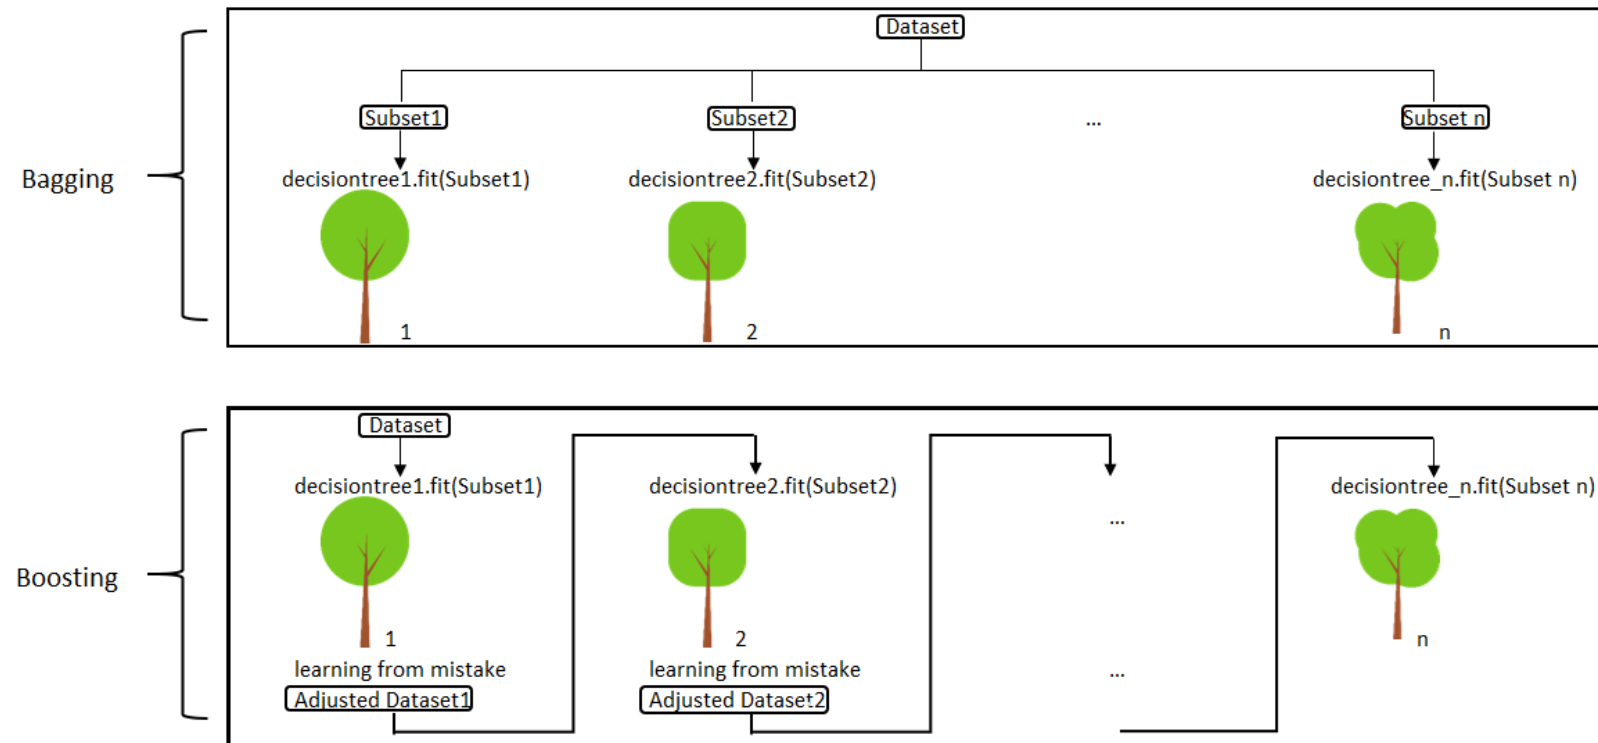 Dataset
Subset1 Subset2 ... Subset n
Bagging
decisiontree1.fit(Subset1) decisiontree2.fit(Subset2) decisiontree_n.fit(Subset n)
1 2 n
Dataset
decisiontree1.fit(Subset1) decisiontree2.fit(Subset2) decisiontree_n.fit(Subset n)
...
Boosting
1 2 n
learning from mistake learning from mistake ...
Adjusted Dataset1 Adjusted Dataset2